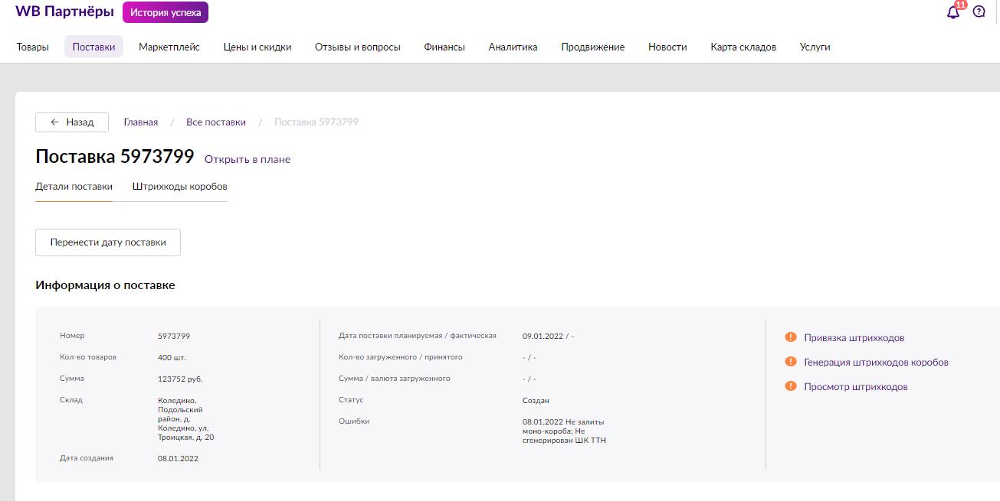 WB Партнёры История успеха 11
Товары Поставки Маркетплейс Цены и скидки Отзывы и вопросы Финансы Аналитика Продвижение Новости Карта складов Услуги
← Назад Главная / Все поставки / Поставка 5973799
Поставка 5973799 Открыть в плане
Детали поставки Штрихкоды коробов
Перенести дату поставки
Информация о поставке
Номер 5973799
Кол-во товаров 400 шт.
Сумма 123752 руб.
Склад Коледино,
Подольский
район, д.
Коледино, ул.
Троицкая, д. 20
Дата создания 08.01.2022
Дата поставки планируемая / фактическая 09.01.2022 / -
Кол-во загруженного / принятого - / -
Сумма / валюта загруженного - / -
Статус Создан
Ошибки 08.01.2022 Не залиты
моно-короба; Не
сгенерирован ШК ТТН
Привязка штрихкодов
Генерация штрихкодов коробов
Просмотр штрихкодов